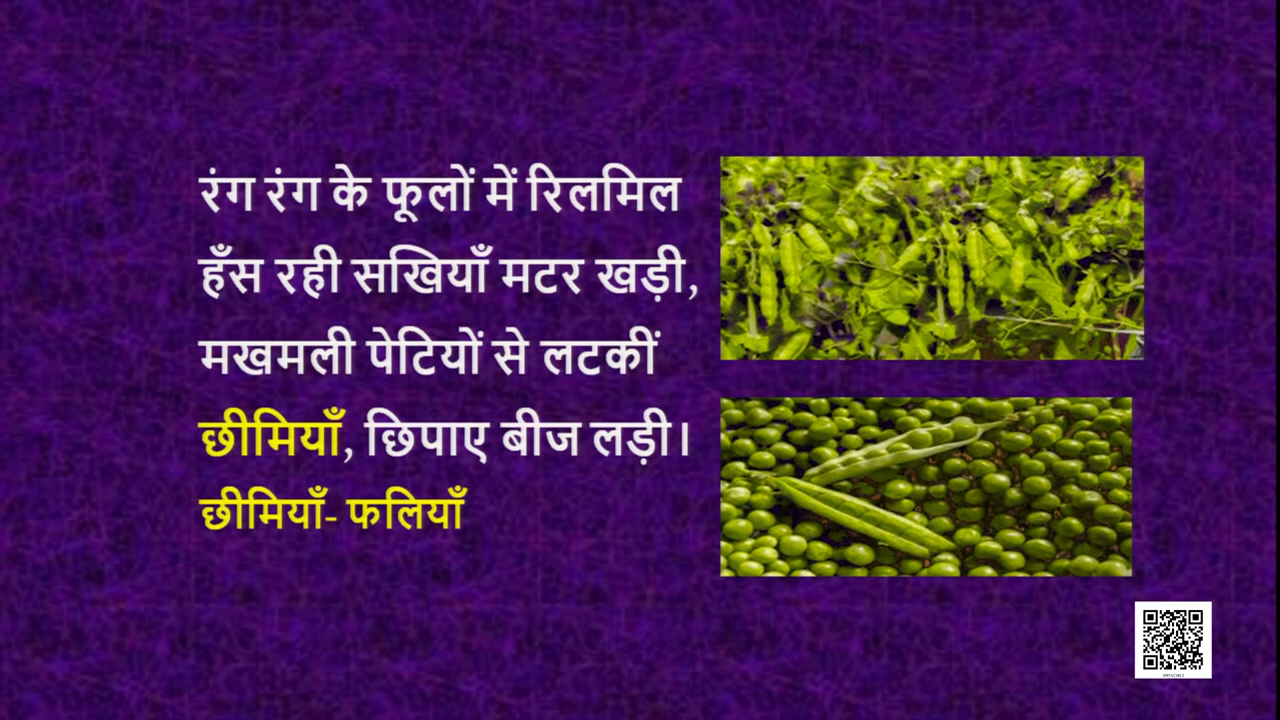 रंग रंग के फूलों में रिलमिल
हँस रही सखियाँ मटर खड़ी,
मखमली पेटियों से लटकीं
छीमियाँ, छिपाए बीज लड़ी।
छीमियाँ- फलियाँ